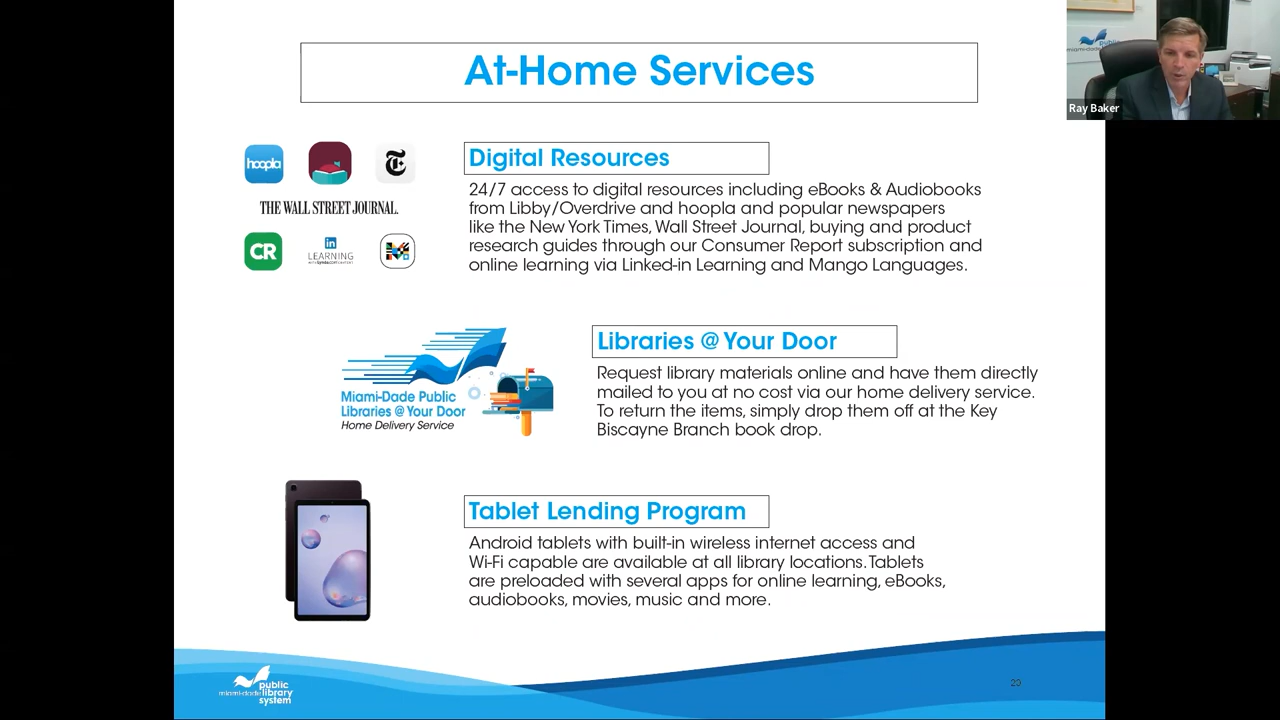 At-Home Services
miami-dade
Ray Baker
hoopla
THE WALL STREET JOURNAL.
CR
in
LEARNING
Digital Resources
24/7 access to digital resources including eBooks & Audiobooks
from Libby/Overdrive and hoopla and popular newspapers
like the New York Times, Wall Street Journal, buying and product
research guides through our Consumer Report subscription and
online learning via Linked-in Learning and Mango Languages.
Miami-Dade Public
Libraries @ Your Door
Home Delivery Service
Libraries @ Your Door
Request library materials online and have them directly
mailed to you at no cost via our home delivery service.
To return the items, simply drop them off at the Key
Biscayne Branch book drop.
Tablet Lending Program
Android tablets with built-in wireless internet access and
Wi-Fi capable are available at all library locations. Tablets
are preloaded with several apps for online learning, eBooks,
audiobooks, movies, music and more.
miami-dade public
library
system
20